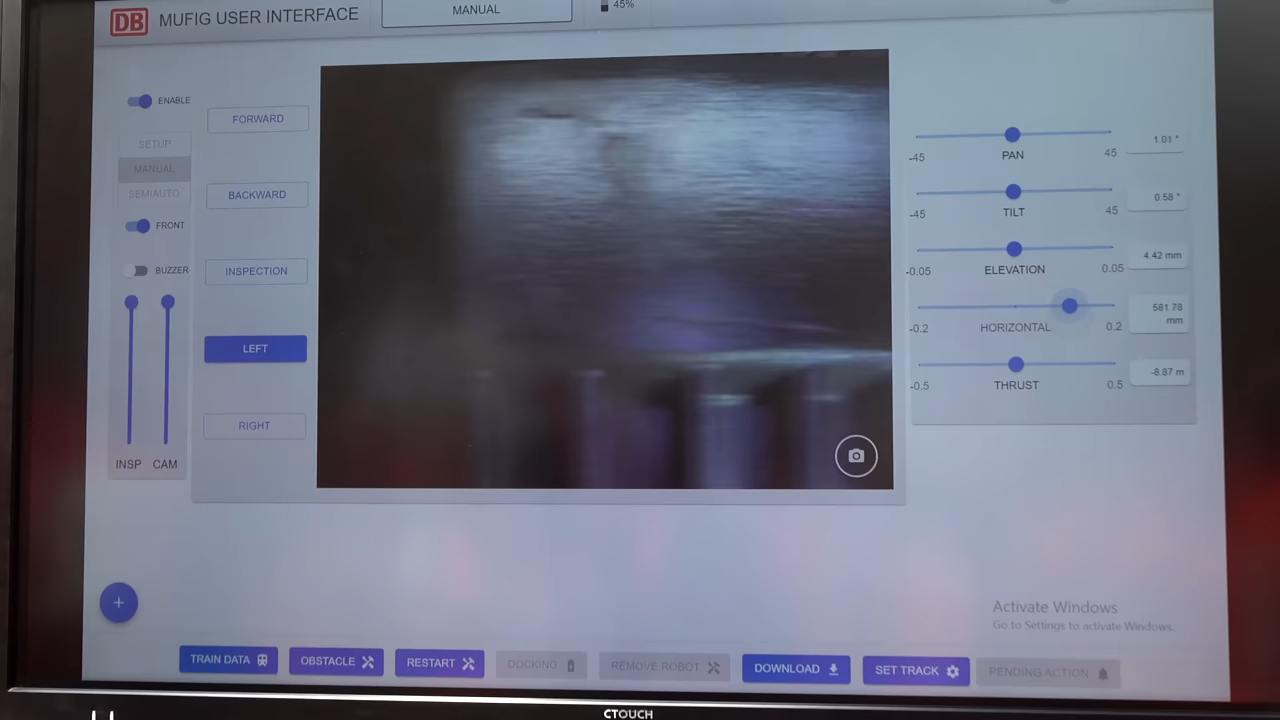 DB MUFIG USER INTERFACE
MANUAL
45%
ENABLE
SETUP
MANUAL
SEMIAUTO
FRONT
BUZZER
INSP CAM
FORWARD
BACKWARD
INSPECTION
LEFT
RIGHT
-45 PAN 45 1.01 °
-45 TILT 45 0.58 °
-0.05 ELEVATION 0.05 4.42 mm
-0.2 HORIZONTAL 0.2 581.78 mm
-0.5 THRUST 0.5 -8.87 m
+
Activate Windows
Go to Settings to activate Windows.
TRAIN DATA
OBSTACLE
RESTART
DOCKING
REMOVE ROBOT
DOWNLOAD
SET TRACK
PENDING ACTION
CTOUCH